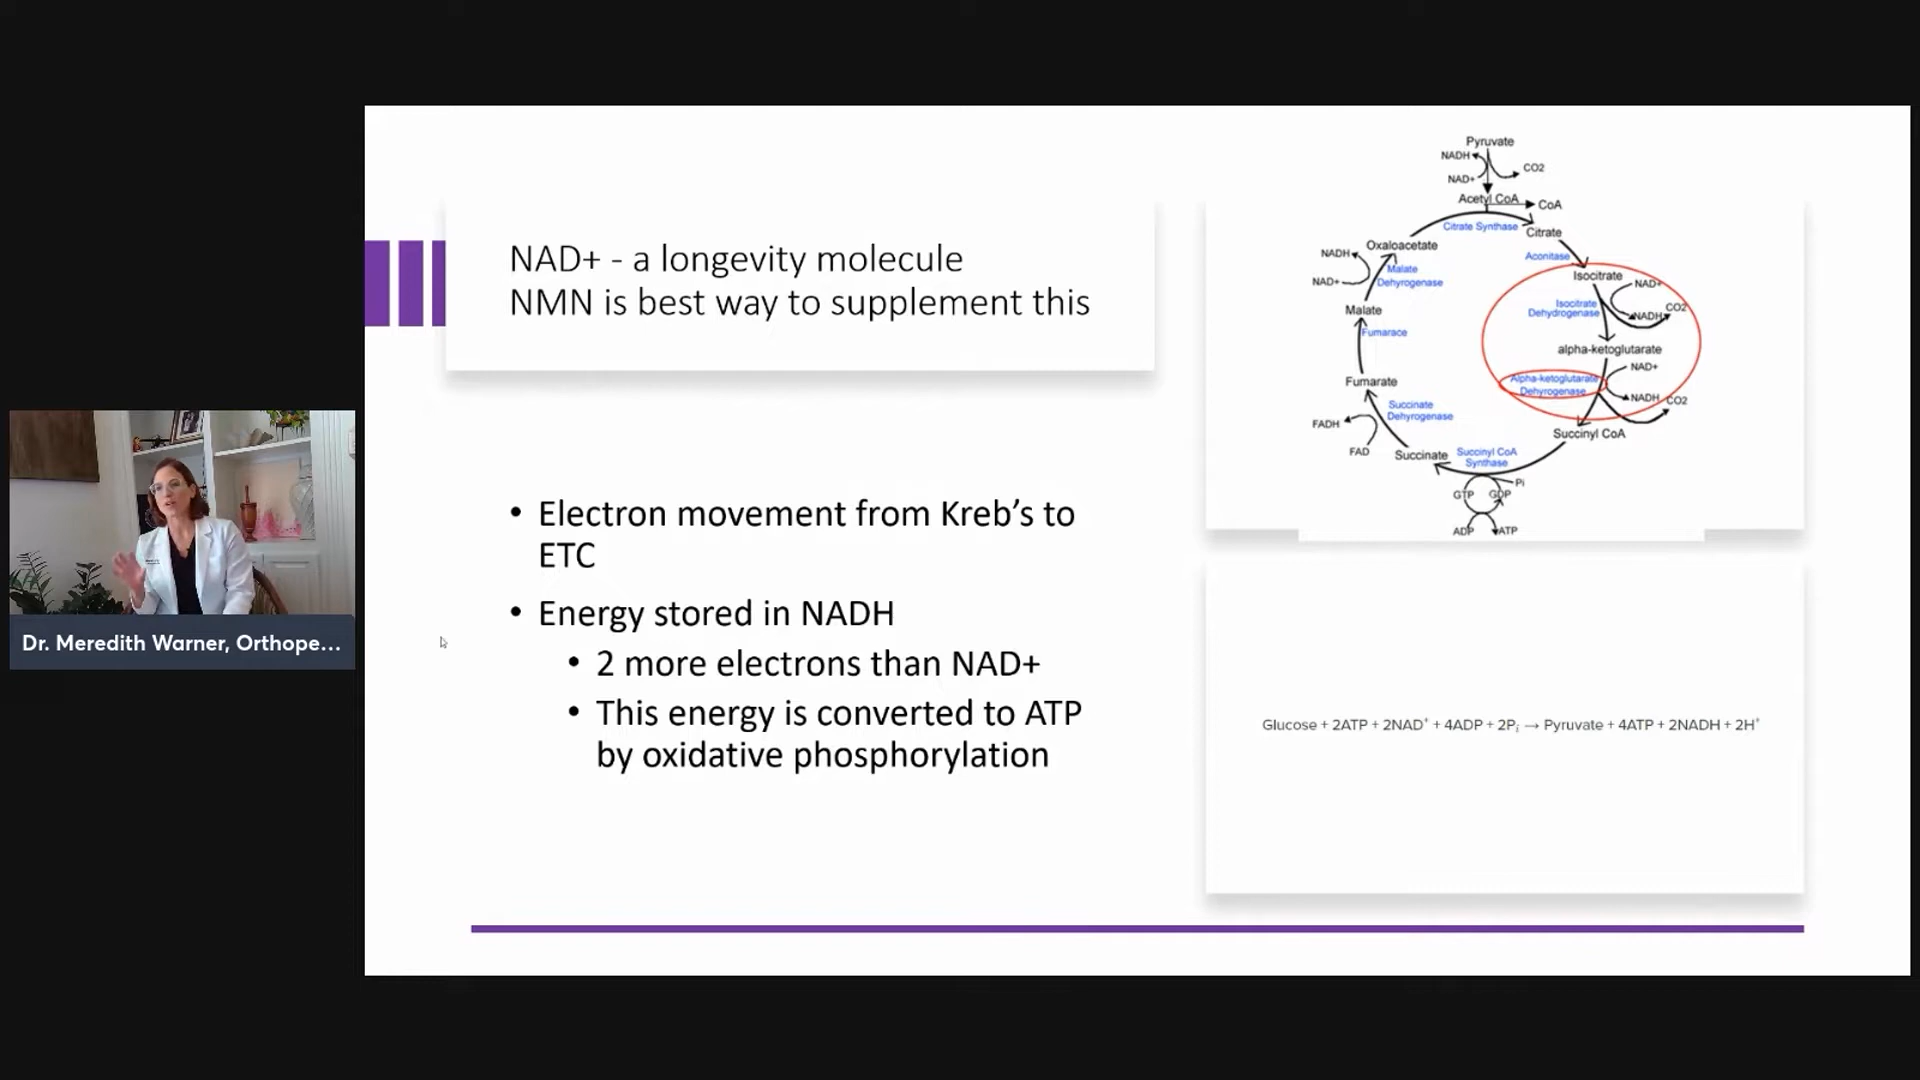 NAD+ - a longevity molecule
NMN is best way to supplement this
• Electron movement from Kreb’s to
ETC
• Energy stored in NADH
• 2 more electrons than NAD+
• This energy is converted to ATP
by oxidative phosphorylation
Pyruvate
NADH
CO2
NAD+
Acetyl CoA
CoA
Citrate Synthase
Citrate
Oxaloacetate
NADH
Aconitase
Malate
Dehyrogenase
Isocitrate
NAD+
NAD+
Isocitrate
Dehydrogenase
CO2
NADH
Malate
Fumarace
alpha-ketoglutarate
NAD+
Fumarate
Alpha-ketoglutarate
Dehyrogenase
NADH
CO2
Succinate
Dehyrogenase
FADH
FAD
Succinyl CoA
Succinate
Succinyl CoA
Synthase
Pi
GTP
GDP
ADP
ATP
Glucose + 2ATP + 2NAD⁺ + 4ADP + 2Pᵢ → Pyruvate + 4ATP + 2NADH + 2H⁺
Dr. Meredith Warner, Orthope...